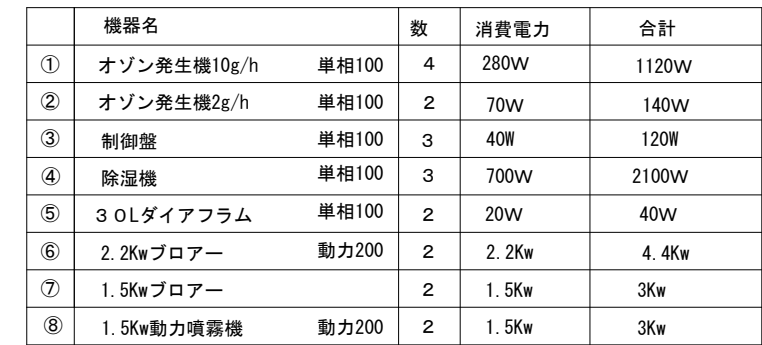 機器名 数 消費電力 合計
① オゾン発生機10g/h 単相100 4 280W 1120W
② オゾン発生機2g/h 単相100 2 70W 140W
③ 制御盤 単相100 3 40W 120W
④ 除湿機 単相100 3 700W 2100W
⑤ 30Lダイアフラム 単相100 2 20W 40W
⑥ 2.2Kwブロアー 動力200 2 2.2Kw 4.4Kw
⑦ 1.5Kwブロアー 2 1.5Kw 3Kw
⑧ 1.5Kw動力噴霧機 動力200 2 1.5Kw 3Kw